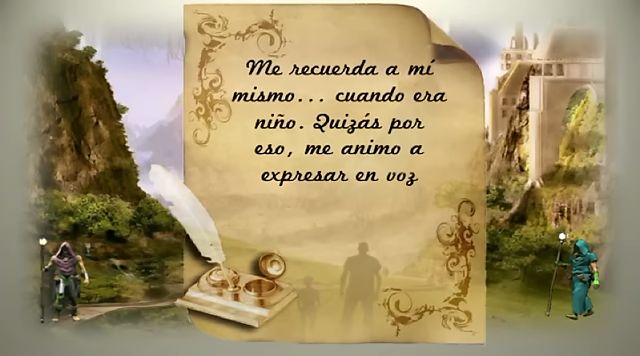 Me recuerda a mí
mismo... cuando era
niño. Quizás por
eso, me animo a
expresar en voz